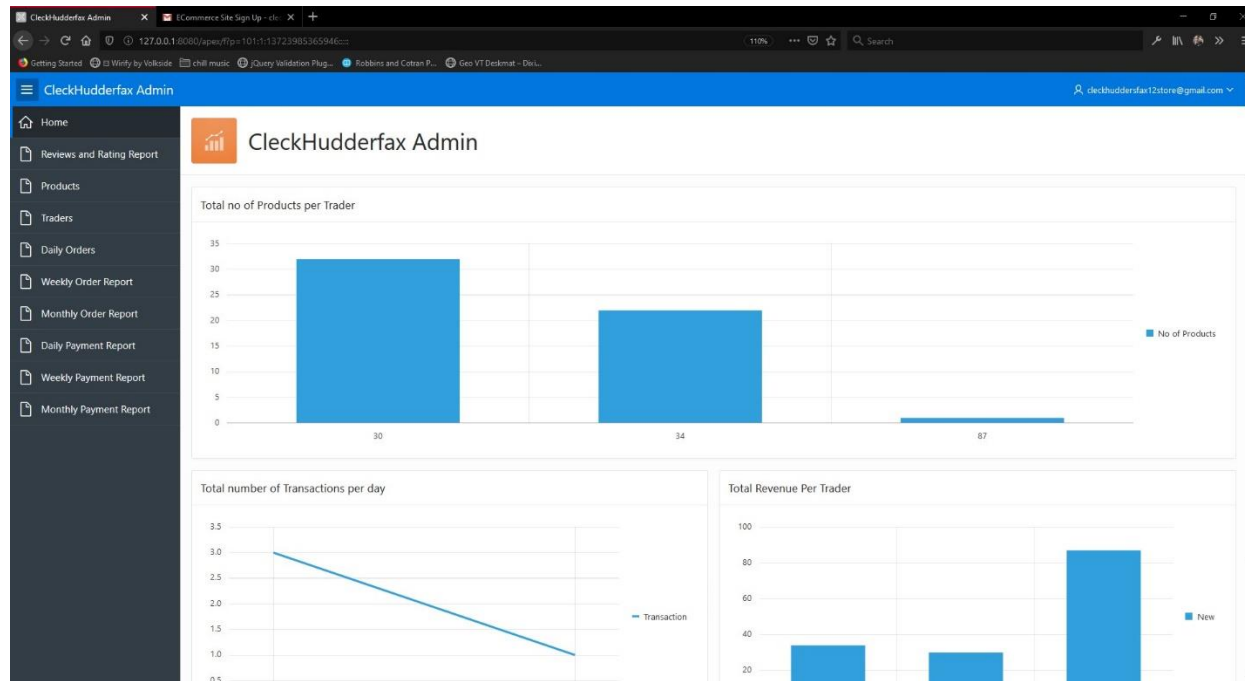 CleckHudderfax Admin
ECommerce Site Sign Up - cle
127.0.0.1:8080/apex/f?p=101:1:13723985365946:::::
110%
Search
Getting Started
Wirify by Volkside
chill music
jQuery Validation Plug...
Robbins and Cotran P...
Geo VT Deskmat – Divi...
CleckHudderfax Admin
cleckhuddersfax12store@gmail.com
Home
Reviews and Rating Report
Products
Traders
Daily Orders
Weekly Order Report
Monthly Order Report
Daily Payment Report
Weekly Payment Report
Monthly Payment Report
CleckHudderfax Admin
Total no of Products per Trader
35
30
25
20
15
10
5
0
30 34 87
No of Products
Total number of Transactions per day
3.5
3.0
2.5
2.0
1.5
1.0
0.5
Transaction
Total Revenue Per Trader
100
80
60
40
20
New